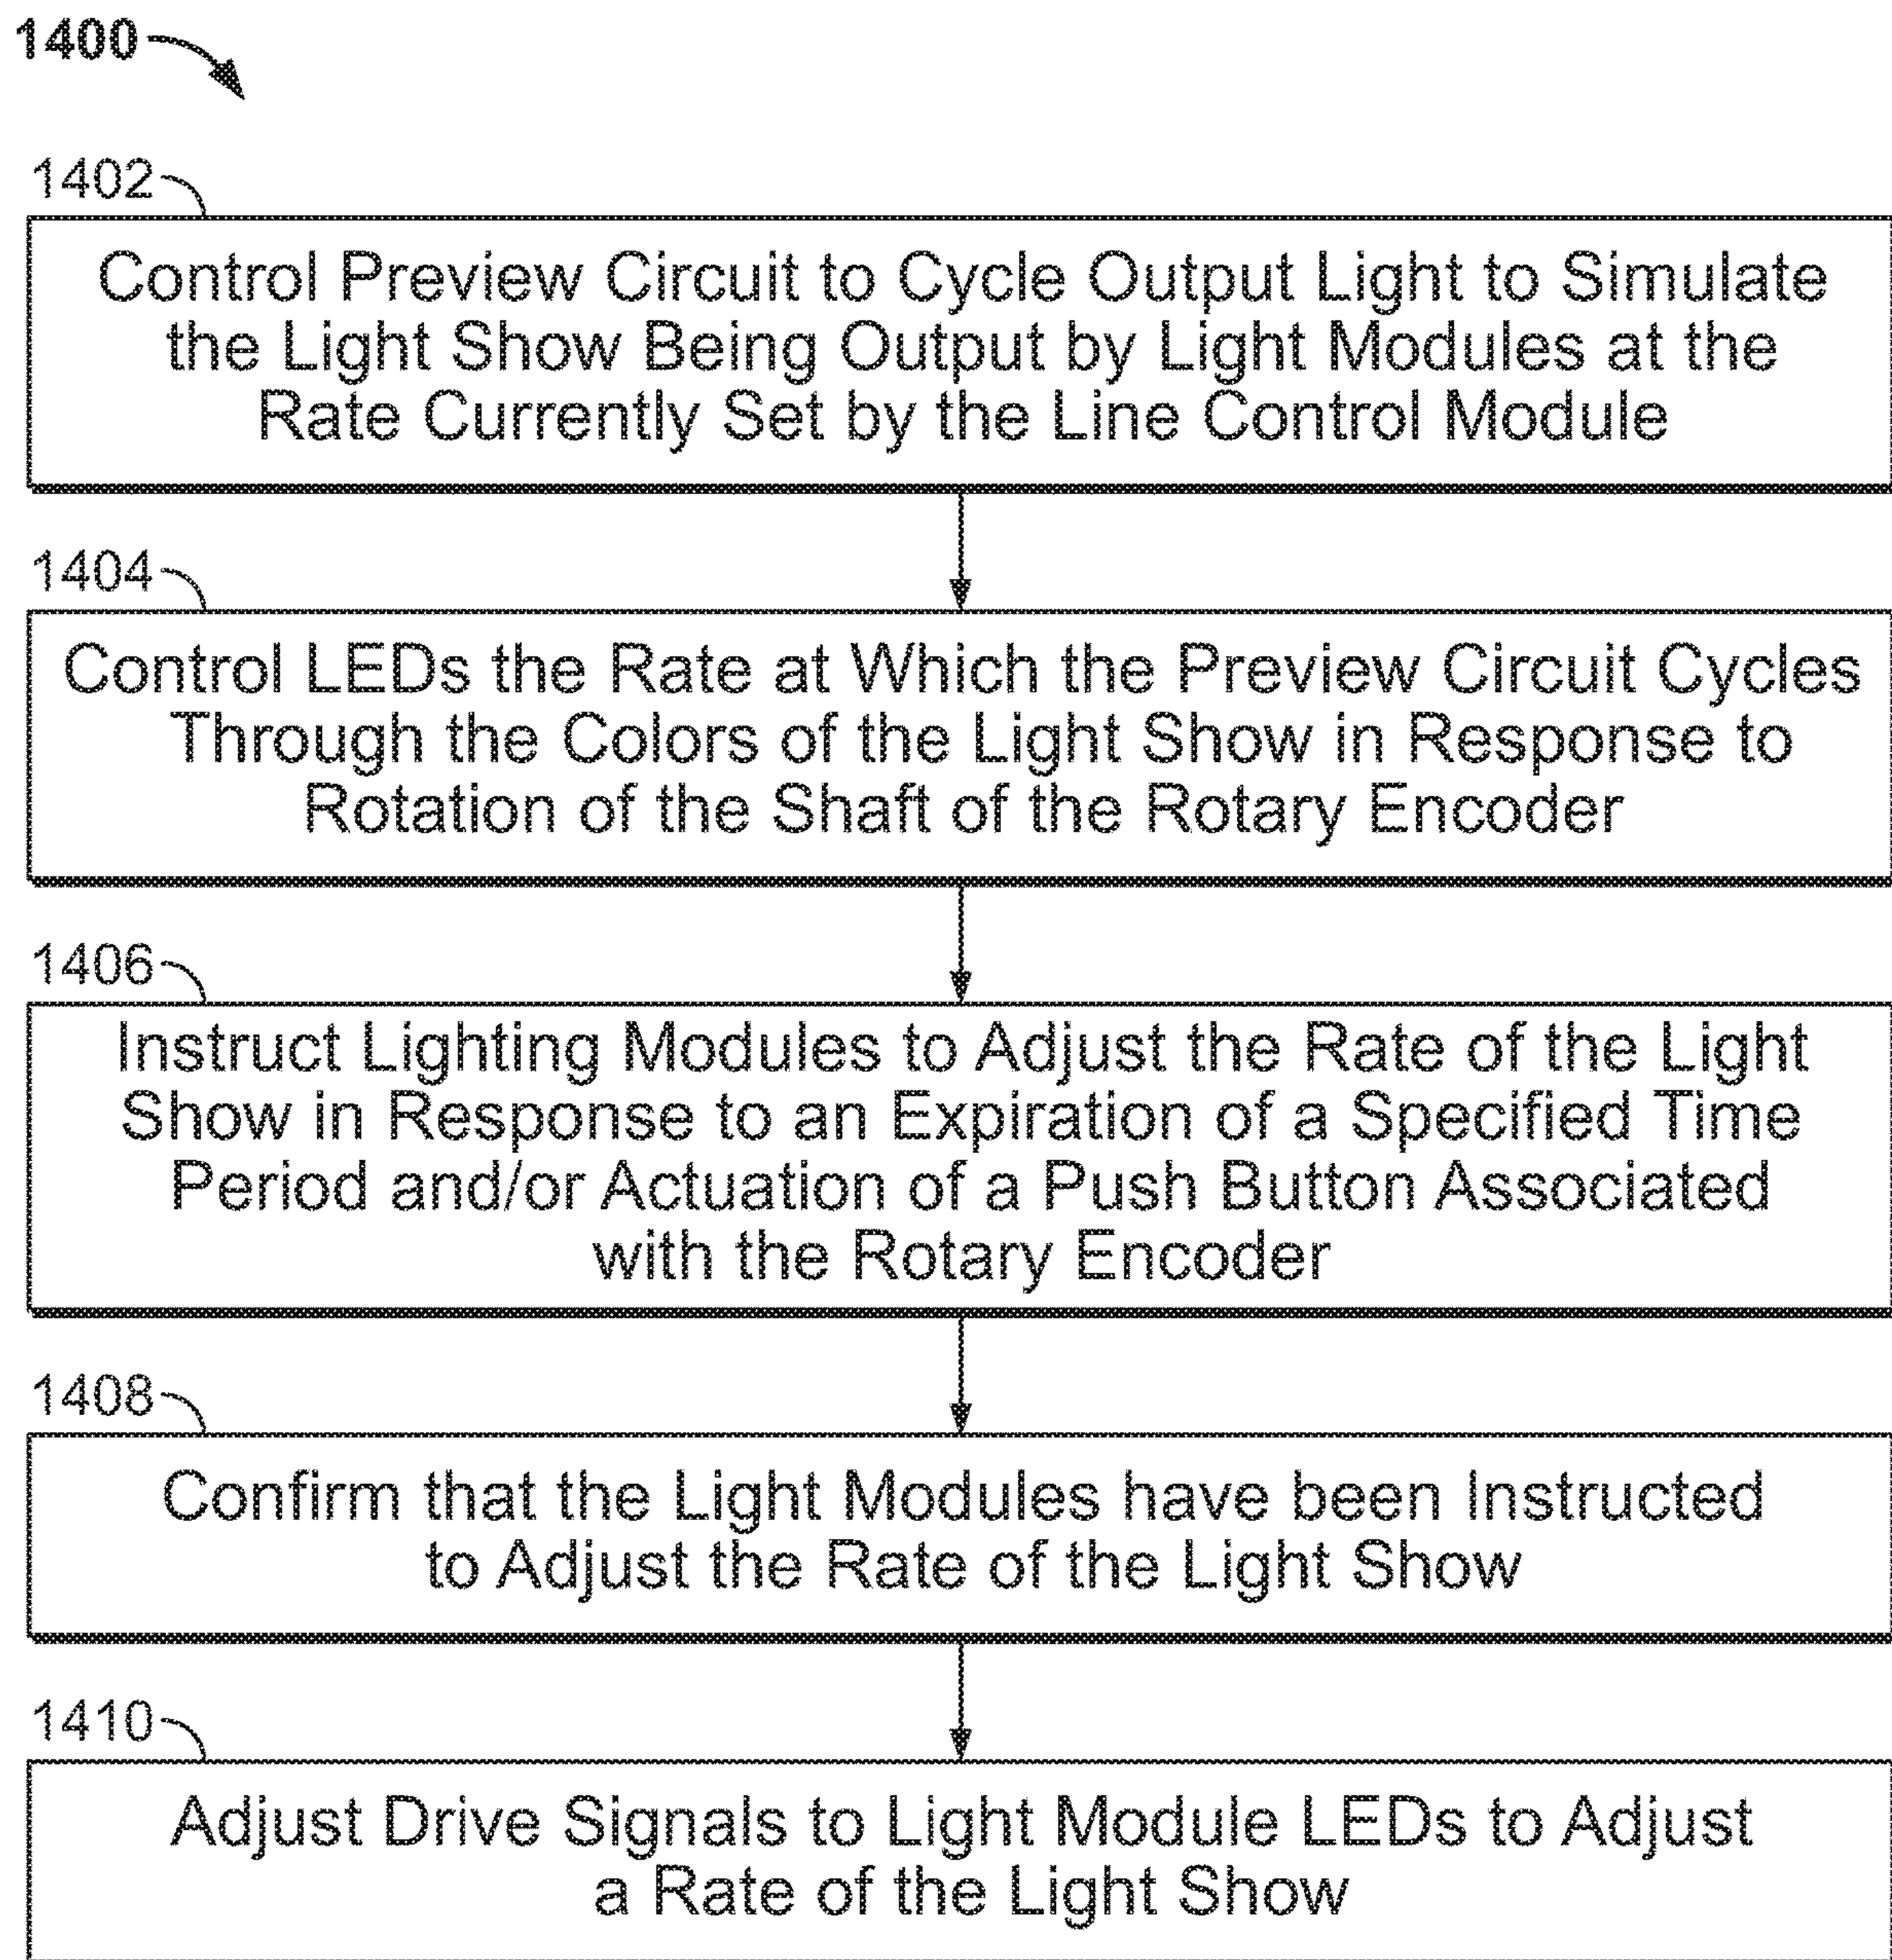 1400
1402
Control Preview Circuit to Cycle Output Light to Simulate
the Light Show Being Output by Light Modules at the
Rate Currently Set by the Line Control Module
1404
Control LEDs the Rate at Which the Preview Circuit Cycles
Through the Colors of the Light Show in Response to
Rotation of the Shaft of the Rotary Encoder
1406
Instruct Lighting Modules to Adjust the Rate of the Light
Show in Response to an Expiration of a Specified Time
Period and/or Actuation of a Push Button Associated
with the Rotary Encoder
1408
Confirm that the Light Modules have been Instructed
to Adjust the Rate of the Light Show
1410
Adjust Drive Signals to Light Module LEDs to Adjust
a Rate of the Light Show